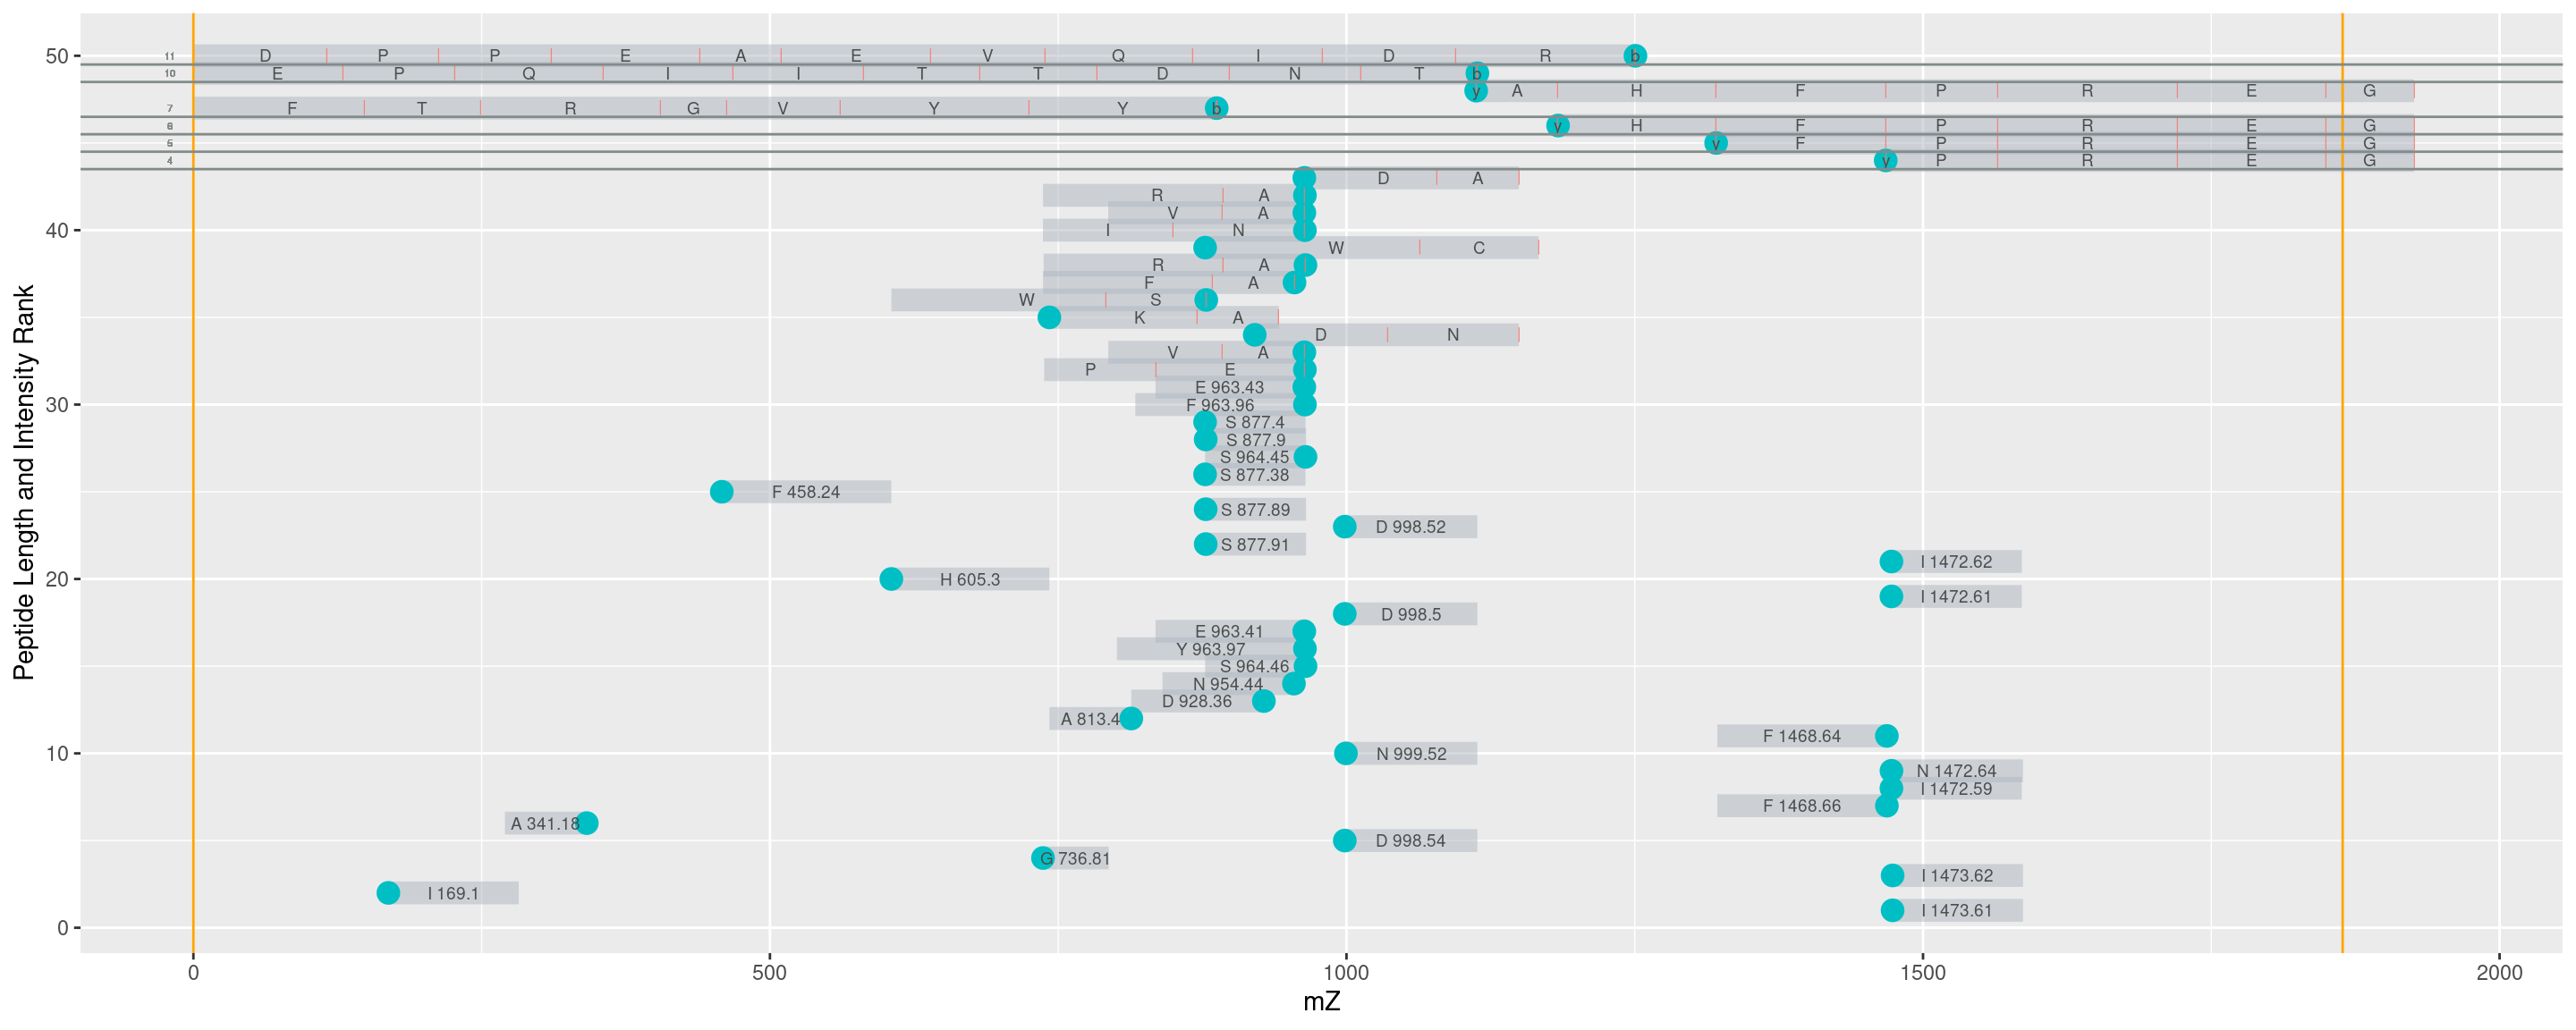 50 11 D P P E A E V Q I D R b
10 E P Q I I T T D N T b
y A H F P R E G
7 F T R G V Y Y b
y H F P R E G
y F P R E G
4 y P R E G
D A
R A
V A
40 I N
W C
R A
F A
W S
K A
D N
V A
P E
E 963.43
30 F 963.96
S 877.4
S 877.9
S 964.45
S 877.38
F 458.24
S 877.89
D 998.52
S 877.91
I 1472.62
20 H 605.3
I 1472.61
D 998.5
E 963.41
Y 963.97
S 964.46
N 954.44
D 928.36
A 813.4
F 1468.64
10 N 999.52
N 1472.64
I 1472.59
F 1468.66
A 341.18
D 998.54
G 736.81
I 1473.62
I 169.1
I 1473.61
0
0 500 1000 1500 2000
mZ
Peptide Length and Intensity Rank